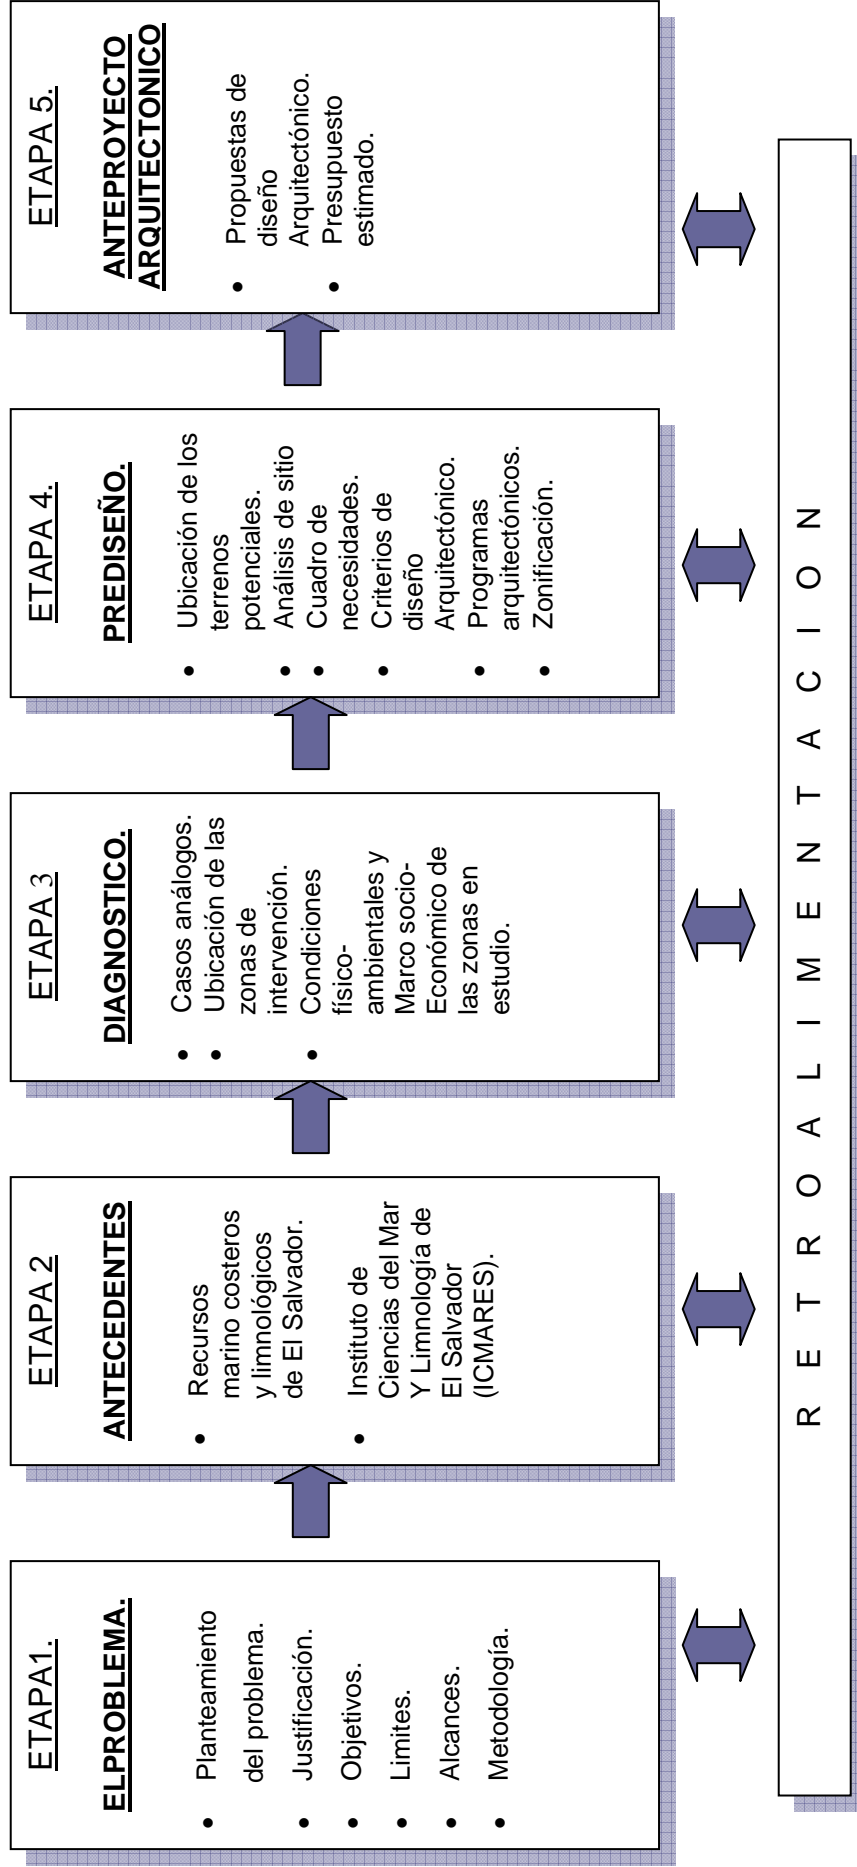 ETAPA1.
ELPROBLEMA.
• Planteamiento
del problema.
• Justificación.
• Objetivos.
• Limites.
• Alcances.
• Metodología.
ETAPA 2
ANTECEDENTES
• Recursos
marino costeros
y limnológicos
de El Salvador.
• Instituto de
Ciencias del Mar
Y Limnología de
El Salvador
(ICMARES).
ETAPA 3
DIAGNOSTICO.
• Casos análogos.
• Ubicación de las
zonas de
intervención.
• Condiciones
físico-
ambientales y
Marco socio-
Económico de
las zonas en
estudio.
ETAPA 4.
PREDISEÑO.
• Ubicación de los
terrenos
potenciales.
• Análisis de sitio
• Cuadro de
necesidades.
• Criterios de
diseño
Arquitectónico.
• Programas
arquitectónicos.
• Zonificación.
ETAPA 5.
ANTEPROYECTO
ARQUITECTONICO
• Propuestas de
diseño
Arquitectónico.
• Presupuesto
estimado.
R E T R O A L I M E N T A C I O N